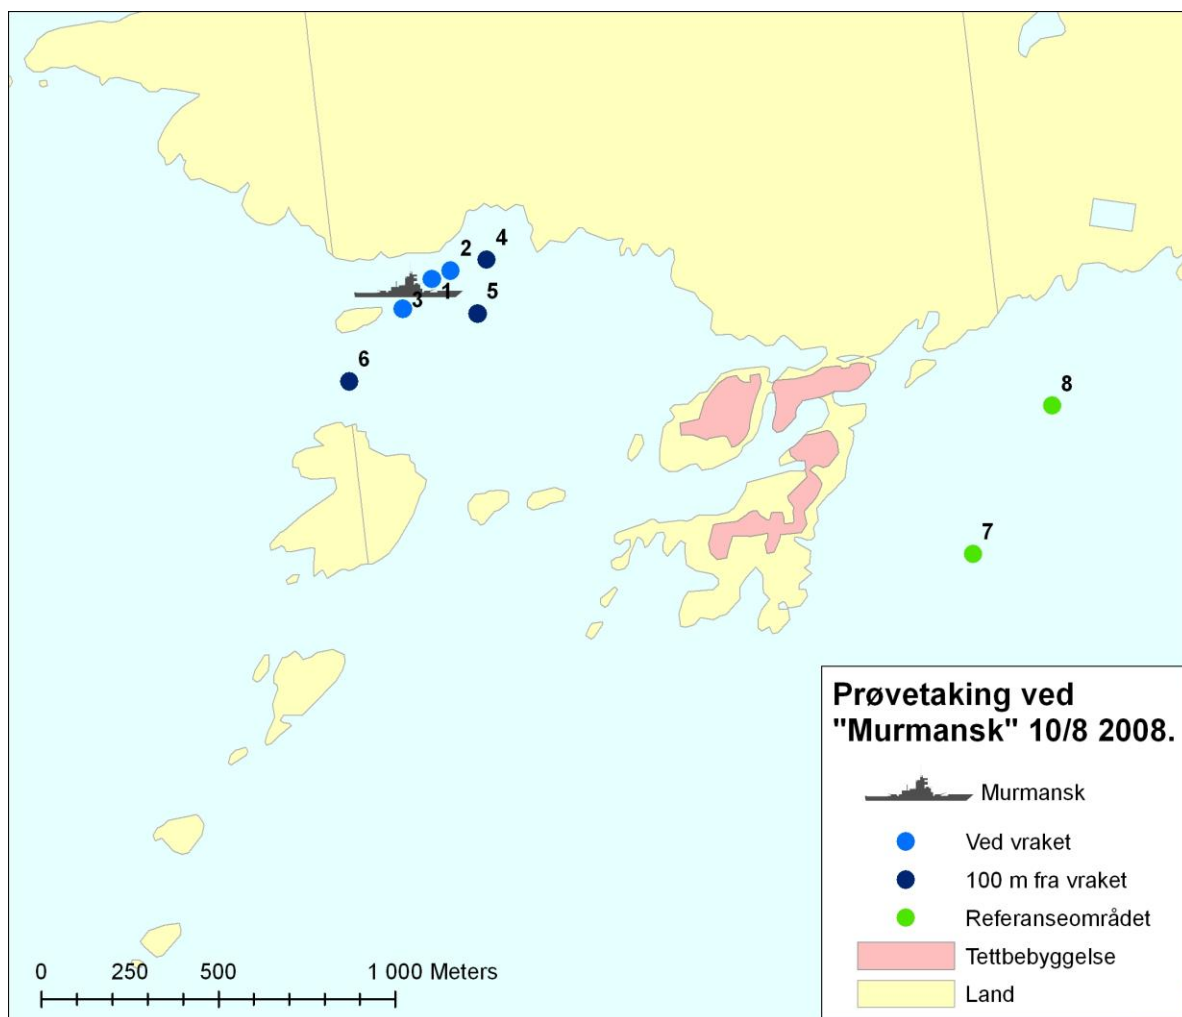 2
4
1
3
5
6
8
7
Prøvetaking ved
"Murmansk" 10/8 2008.
Murmansk
Ved vraket
100 m fra vraket
Referanseområdet
Tettbebyggelse
Land
0 250 500 1 000 Meters